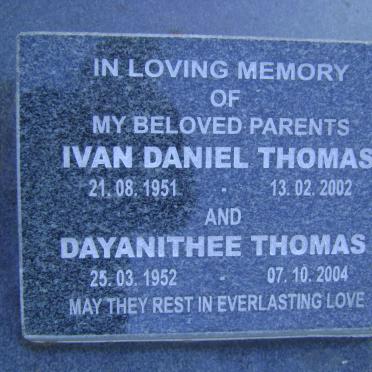 IN LOVING MEMORY
OF
MY BELOVED PARENTS
IVAN DANIEL THOMAS
21. 08. 1951 - 13. 02. 2002
AND
DAYANITHEE THOMAS
25. 03. 1952 - 07. 10. 2004
MAY THEY REST IN EVERLASTING LOVE